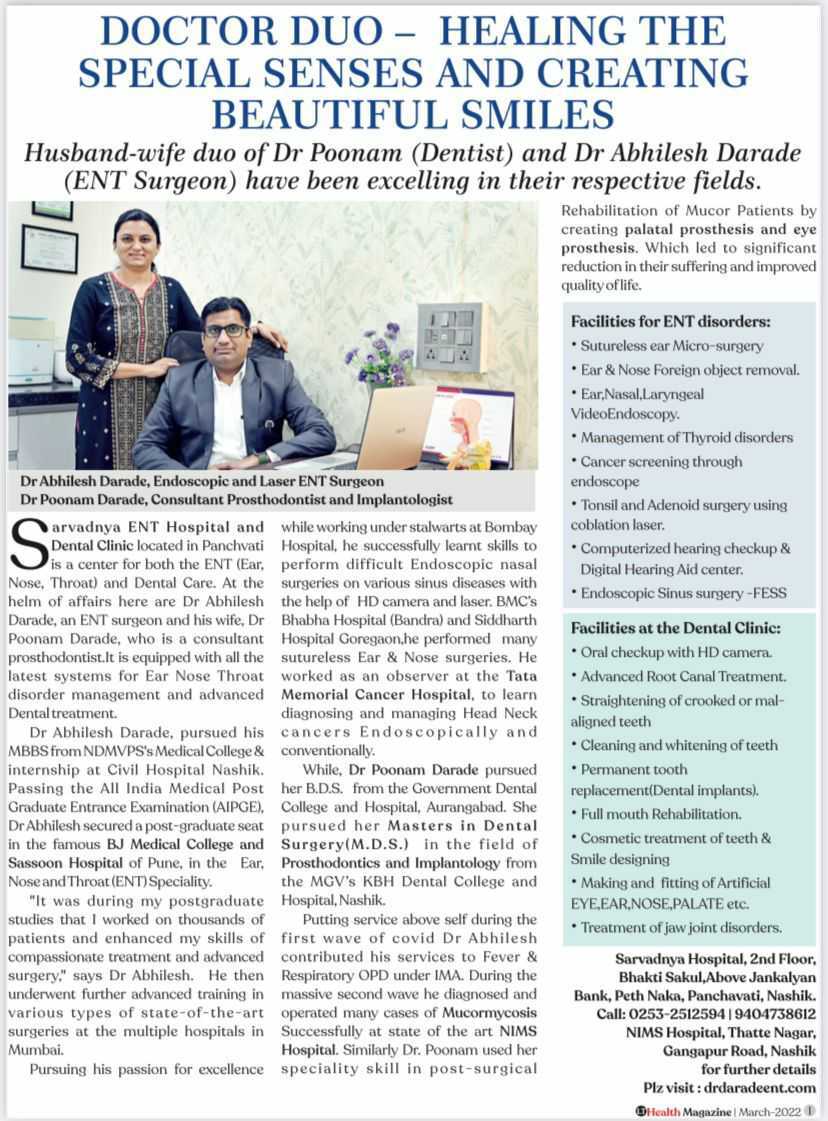 DOCTOR DUO – HEALING THE
SPECIAL SENSES AND CREATING
BEAUTIFUL SMILES
Husband-wife duo of Dr Poonam (Dentist) and Dr Abhilesh Darade
(ENT Surgeon) have been excelling in their respective fields.
Dr Abhilesh Darade, Endoscopic and Laser ENT Surgeon
Dr Poonam Darade, Consultant Prosthodontist and Implantologist
Sarvadnya ENT Hospital and
Dental Clinic located in Panchvati
is a center for both the ENT (Ear,
Nose, Throat) and Dental Care. At the
helm of affairs here are Dr Abhilesh
Darade, an ENT surgeon and his wife, Dr
Poonam Darade, who is a consultant
prosthodontist.It is equipped with all the
latest systems for Ear Nose Throat
disorder management and advanced
Dental treatment.
Dr Abhilesh Darade, pursued his
MBBS from NDMVPS's Medical College &
internship at Civil Hospital Nashik.
Passing the All India Medical Post
Graduate Entrance Examination (AIPGE),
Dr Abhilesh secured a post-graduate seat
in the famous BJ Medical College and
Sassoon Hospital of Pune, in the Ear,
Nose and Throat (ENT) Speciality.
"It was during my postgraduate
studies that I worked on thousands of
patients and enhanced my skills of
compassionate treatment and advanced
surgery," says Dr Abhilesh. He then
underwent further advanced training in
various types of state-of-the-art
surgeries at the multiple hospitals in
Mumbai.
Pursuing his passion for excellence
while working under stalwarts at Bombay
Hospital, he successfully learnt skills to
perform difficult Endoscopic nasal
surgeries on various sinus diseases with
the help of HD camera and laser. BMC's
Bhabha Hospital (Bandra) and Siddharth
Hospital Goregaon,he performed many
sutureless Ear & Nose surgeries. He
worked as an observer at the Tata
Memorial Cancer Hospital, to learn
diagnosing and managing Head Neck
cancers Endoscopically and
conventionally.
While, Dr Poonam Darade pursued
her B.D.S. from the Government Dental
College and Hospital, Aurangabad. She
pursued her Masters in Dental
Surgery(M.D.S.) in the field of
Prosthodontics and Implantology from
the MGV's KBH Dental College and
Hospital, Nashik.
Putting service above self during the
first wave of covid Dr Abhilesh
contributed his services to Fever &
Respiratory OPD under IMA. During the
massive second wave he diagnosed and
operated many cases of Mucormycosis
Successfully at state of the art NIMS
Hospital. Similarly Dr. Poonam used her
speciality skill in post-surgical
Rehabilitation of Mucor Patients by
creating palatal prosthesis and eye
prosthesis. Which led to significant
reduction in their suffering and improved
quality of life.
Facilities for ENT disorders:
• Sutureless ear Micro-surgery
• Ear & Nose Foreign object removal.
• Ear,Nasal,Laryngeal
VideoEndoscopy.
• Management of Thyroid disorders
• Cancer screening through
endoscope
• Tonsil and Adenoid surgery using
coblation laser.
• Computerized hearing checkup &
Digital Hearing Aid center.
• Endoscopic Sinus surgery -FESS
Facilities at the Dental Clinic:
• Oral checkup with HD camera.
• Advanced Root Canal Treatment.
• Straightening of crooked or mal-
aligned teeth
• Cleaning and whitening of teeth
• Permanent tooth
replacement(Dental implants).
• Full mouth Rehabilitation.
• Cosmetic treatment of teeth &
Smile designing
• Making and fitting of Artificial
EYE,EAR,NOSE,PALATE etc.
• Treatment of jaw joint disorders.
Sarvadnya Hospital, 2nd Floor,
Bhakti Sakul,Above Jankalyan
Bank, Peth Naka, Panchavati, Nashik.
Call: 0253-2512594 | 9404738612
NIMS Hospital, Thatte Nagar,
Gangapur Road, Nashik
for further details
Plz visit : drdaradeent.com
LT Health Magazine | March-2022 1